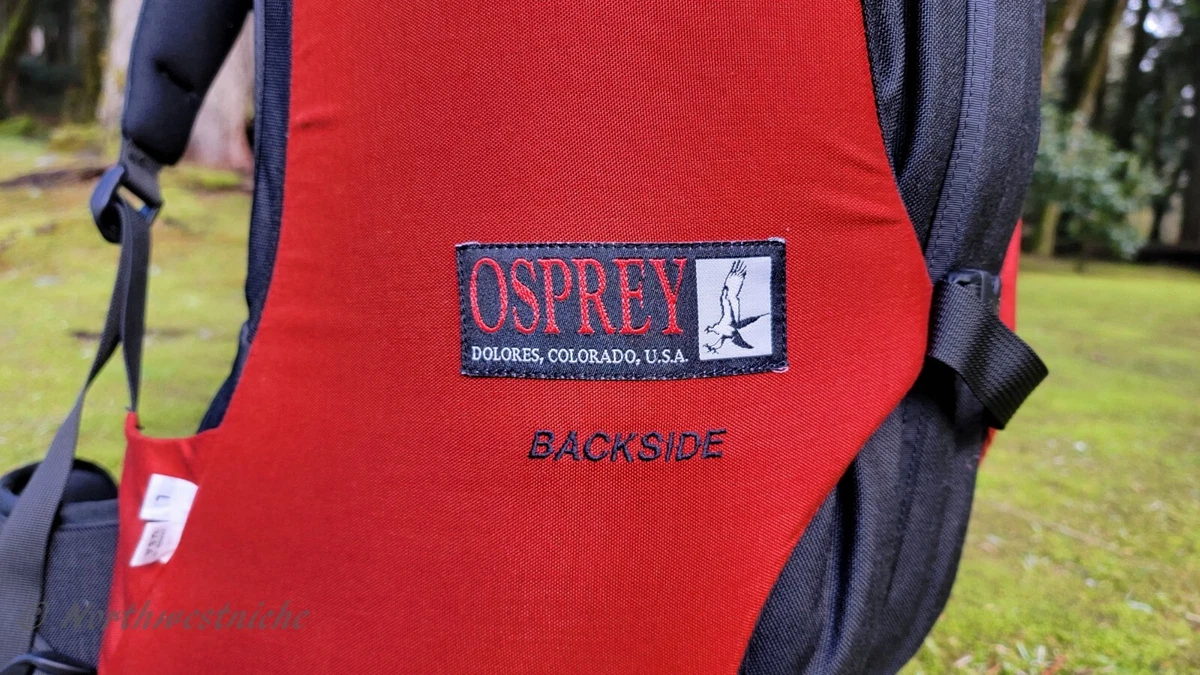 OSPREY
DOLORES, COLORADO, U.S.A.
BACKSIDE
L
© Northwestniche